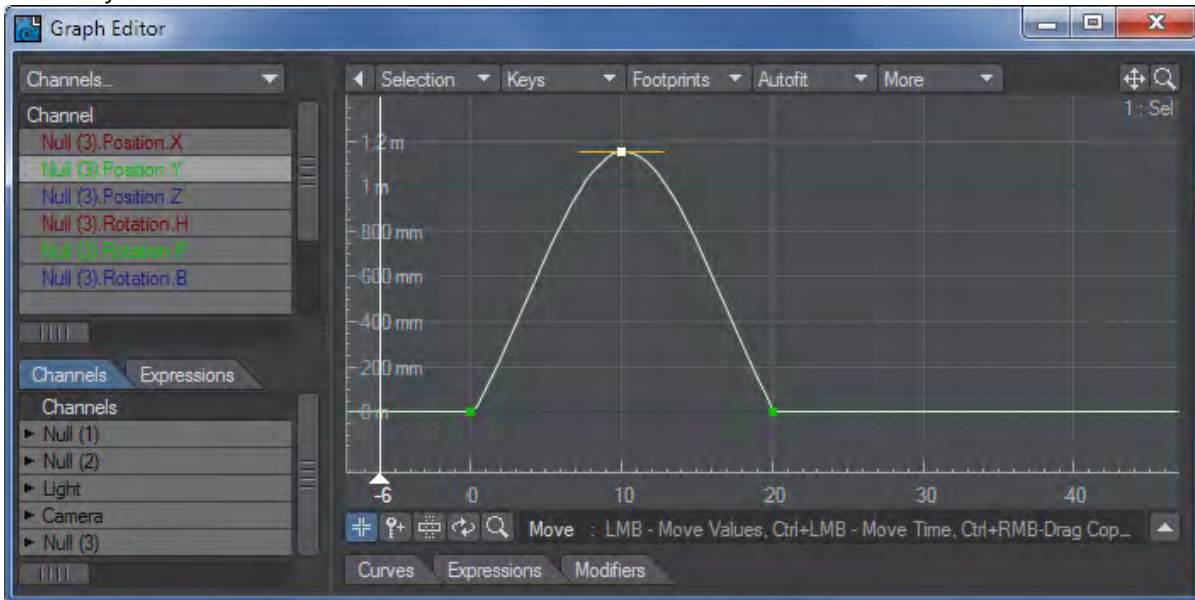 Graph Editor
Channels...
Selection Keys Footprints Autofit More
Channel
1 : Sel
Null (3).Position.X
Null (3).Position.Y
Null (3).Position.Z
Null (3).Rotation.H
Null (3).Rotation.P
Null (3).Rotation.B
1.2 m
1 m
800 mm
600 mm
400 mm
200 mm
0 m
Channels Expressions
Channels
Null (1)
Null (2)
Light
Camera
Null (3)
-6 0 10 20 30 40
Move : LMB - Move Values, Ctrl+LMB - Move Time, Ctrl+RMB-Drag Cop...
Curves Expressions Modifiers